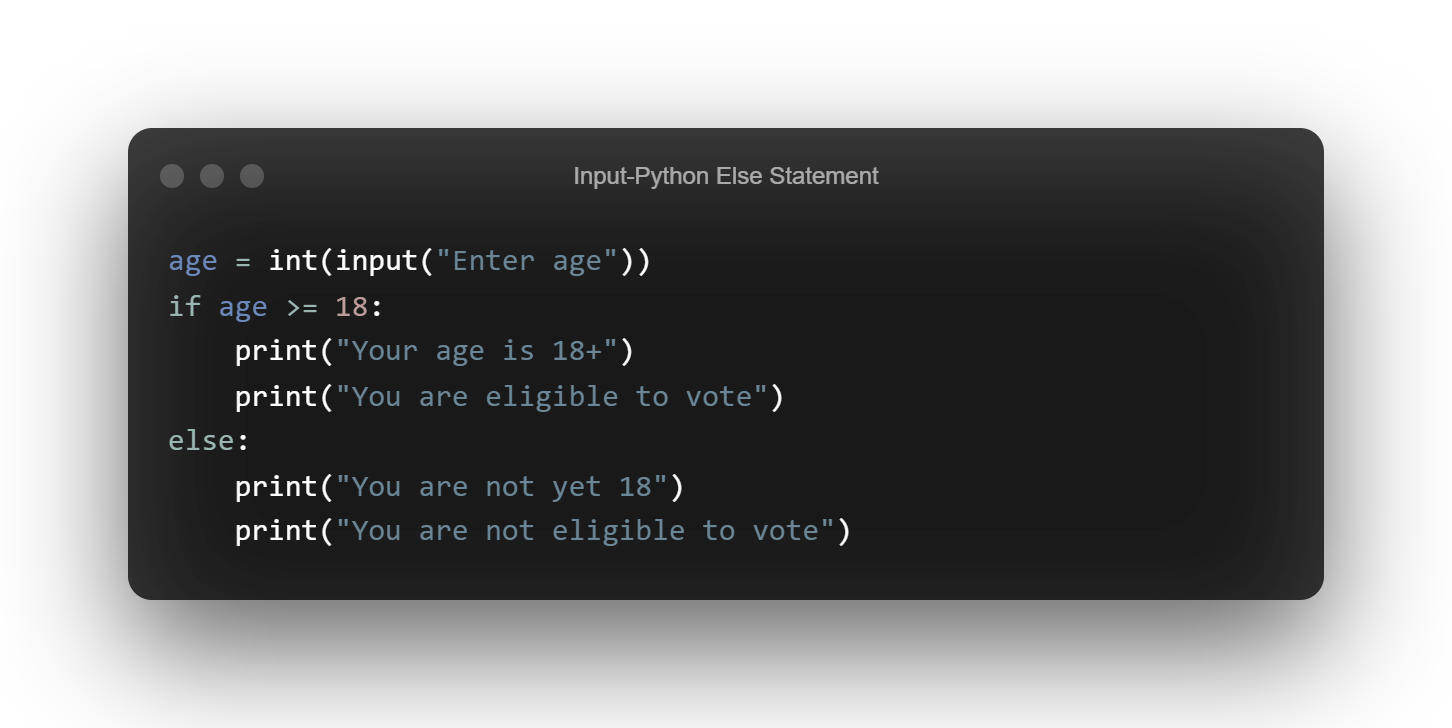 Input-Python Else Statement
age = int(input("Enter age"))
if age >= 18:
    print("Your age is 18+")
    print("You are eligible to vote")
else:
    print("You are not yet 18")
    print("You are not eligible to vote")